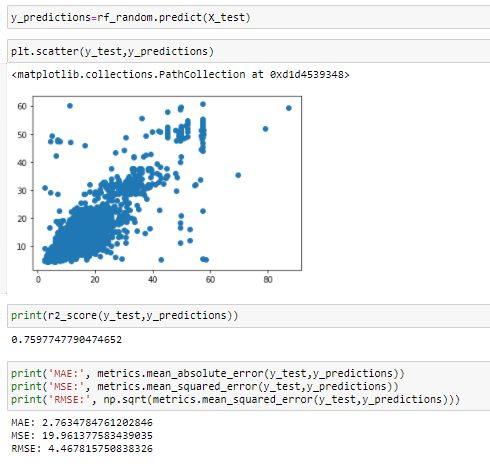 y_predictions=rf_random.predict(X_test)
plt.scatter(y_test,y_predictions)
<matplotlib.collections.PathCollection at 0xd1d4539348>
60
50
40
30
20
10
0 20 40 60 80
print(r2_score(y_test,y_predictions))
0.7597747790474652
print('MAE:', metrics.mean_absolute_error(y_test,y_predictions))
print('MSE:', metrics.mean_squared_error(y_test,y_predictions))
print('RMSE:', np.sqrt(metrics.mean_squared_error(y_test,y_predictions)))
MAE: 2.7634784761202846
MSE: 19.961377583439035
RMSE: 4.467815750838326